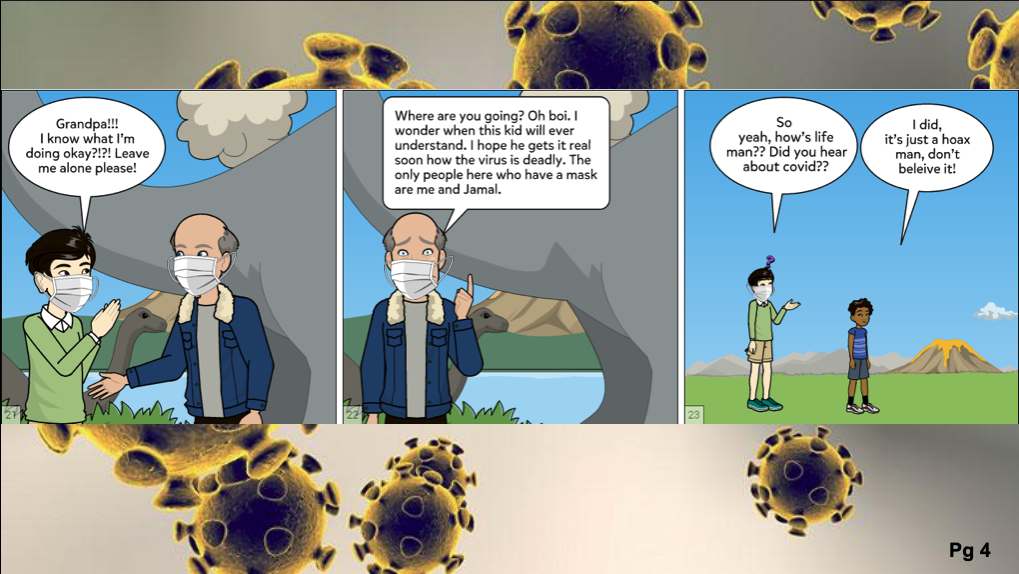 Grandpa!!!
I know what I'm
doing okay?!?! Leave
me alone please!
Where are you going? Oh boi. I
wonder when this kid will ever
understand. I hope he gets it real
soon how the virus is deadly. The
only people here who have a mask
are me and Jamal.
So
yeah, how's life
man?? Did you hear
about covid??
I did,
it's just a hoax
man, don't
beleive it!
21
22
23
Pg 4